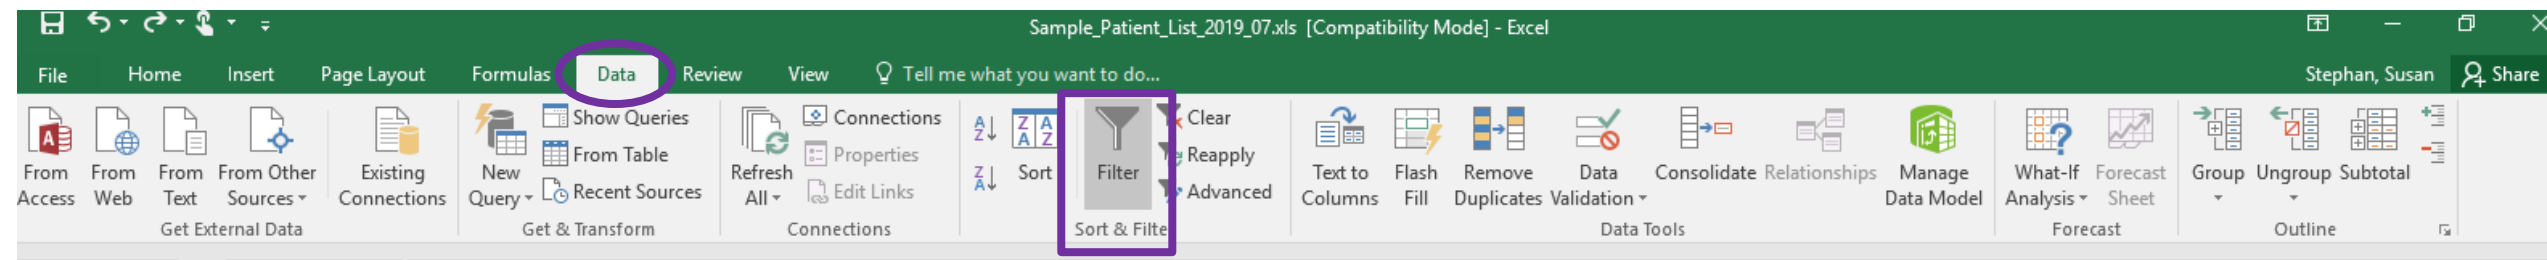 Sample_Patient_List_2019_07.xls [Compatibility Mode] - Excel
File Home Insert Page Layout Formulas Data Review View Tell me what you want to do... Stephan, Susan Share
From Access
From Web
From Text
From Other Sources
Existing Connections
Get External Data
New Query
Show Queries
From Table
Recent Sources
Get & Transform
Refresh All
Connections
Properties
Edit Links
Connections
Sort
Filter
Clear
Reapply
Advanced
Sort & Filte
Text to Columns
Flash Fill
Remove Duplicates
Data Validation
Consolidate
Relationships
Manage Data Model
Data Tools
What-If Analysis
Forecast Sheet
Forecast
Group
Ungroup
Subtotal
Outline